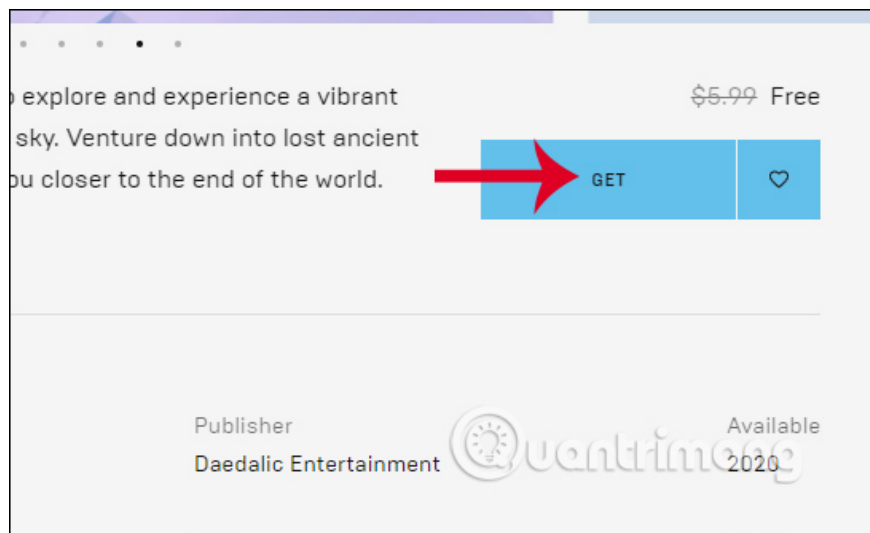 explore and experience a vibrant
sky. Venture down into lost ancient
closer to the end of the world.
$5.99 Free
GET
Publisher
Daedalic Entertainment
Available
2020
Quantrimang